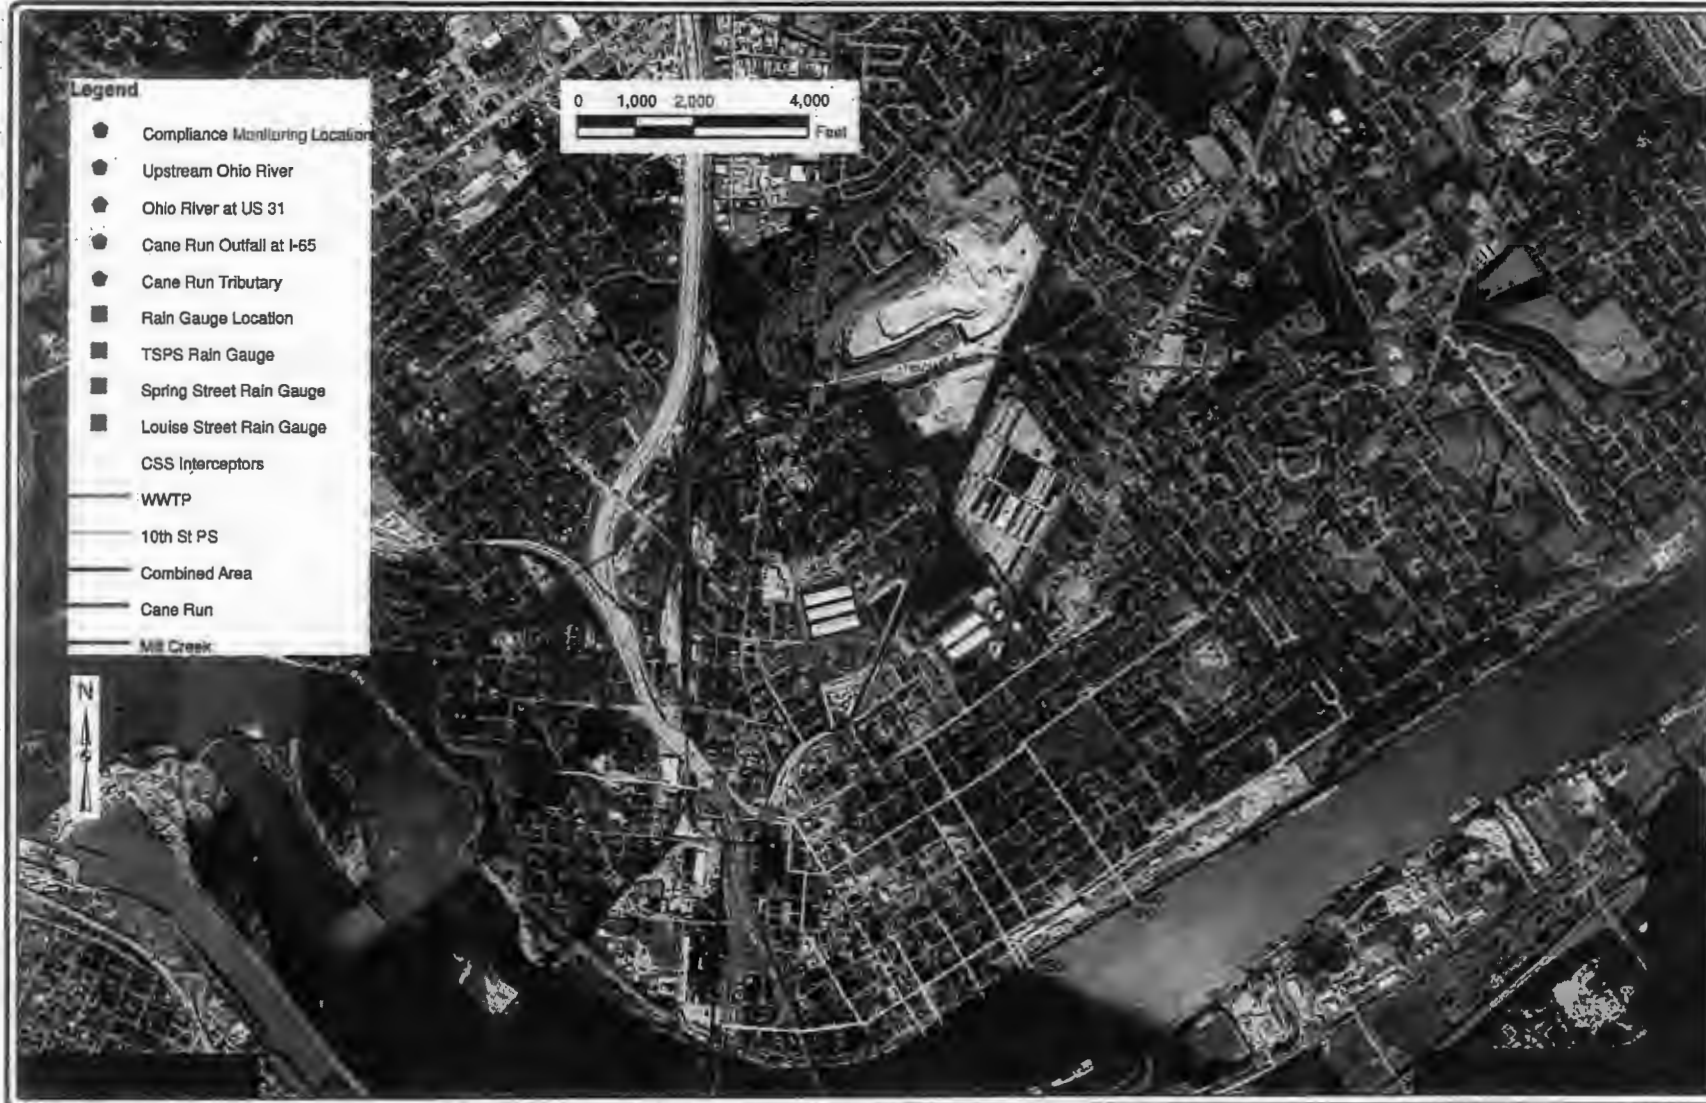 Legend
Compliance Monitoring Location
Upstream Ohio River
Ohio River at US 31
Cane Run Outfall at I-65
Cane Run Tributary
Rain Gauge Location
TSPS Rain Gauge
Spring Street Rain Gauge
Louise Street Rain Gauge
CSS Interceptors
WWTP
10th St PS
Combined Area
Cane Run
Mill Creek
0 1,000 2,000 4,000
Feet
N